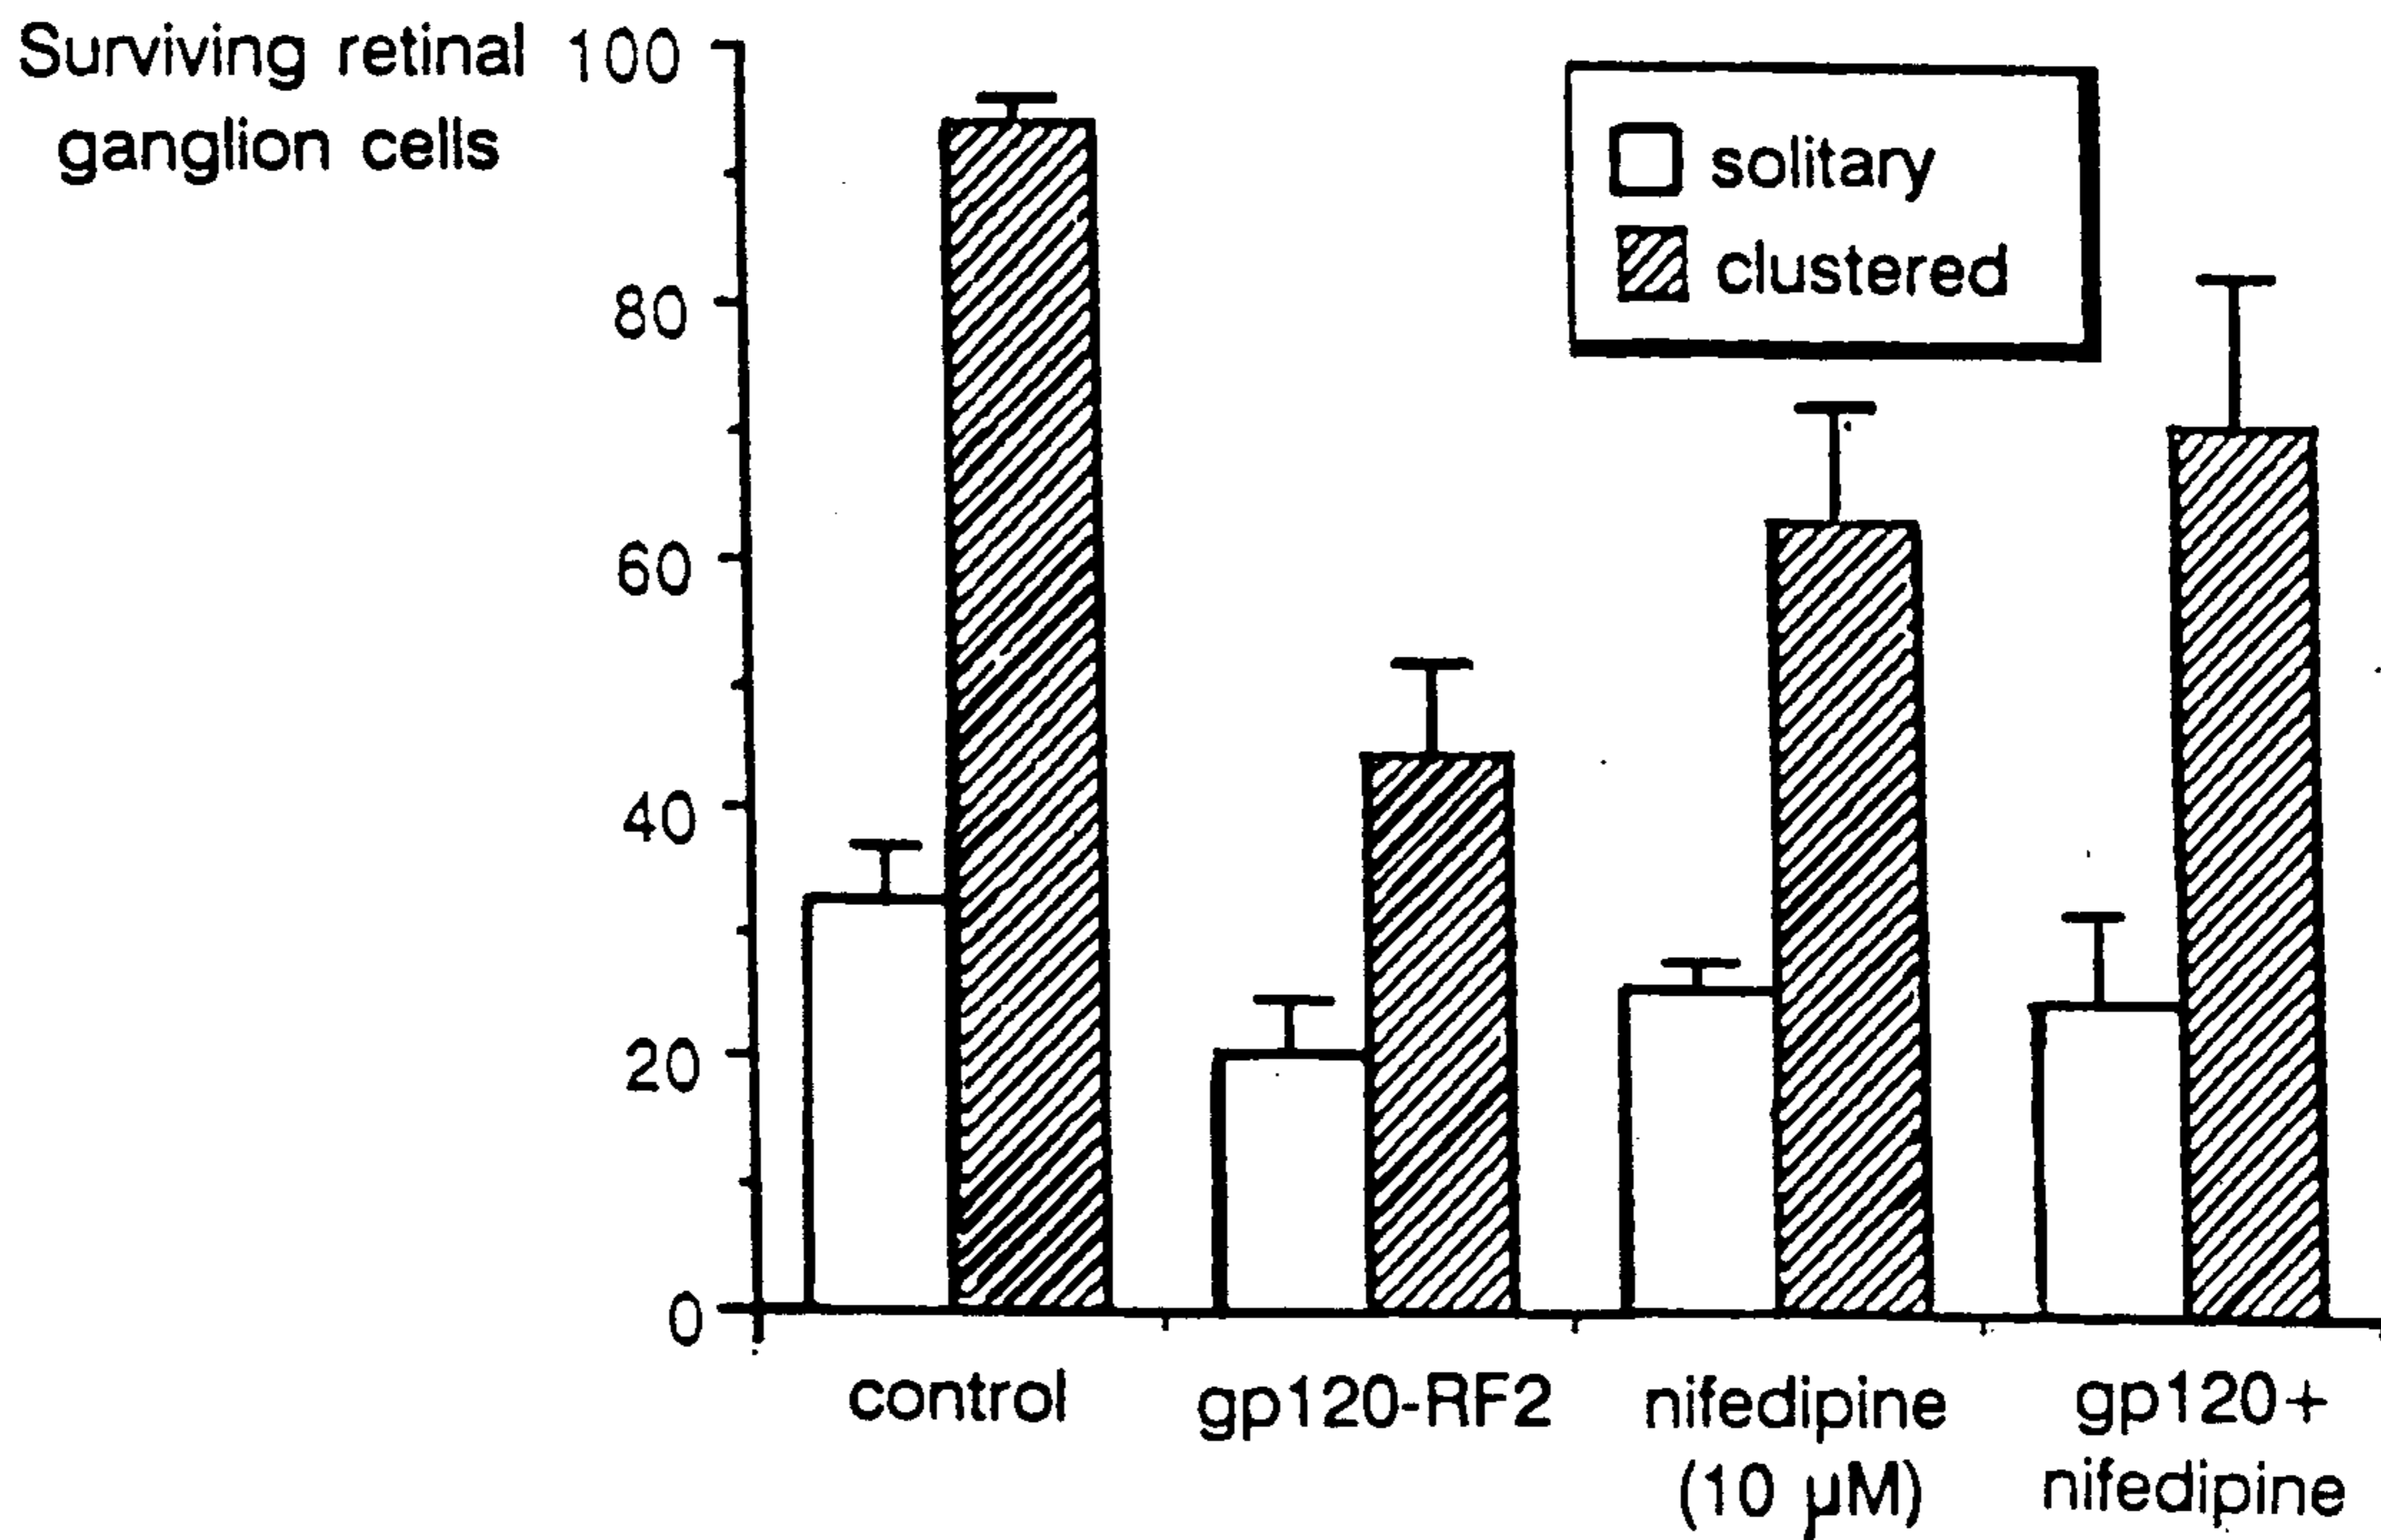 Surviving retinal
ganglion cells
100
80
60
40
20
0
solitary
clustered
control
gp120-RF2
nifedipine
(10 µM)
gp120+
nifedipine